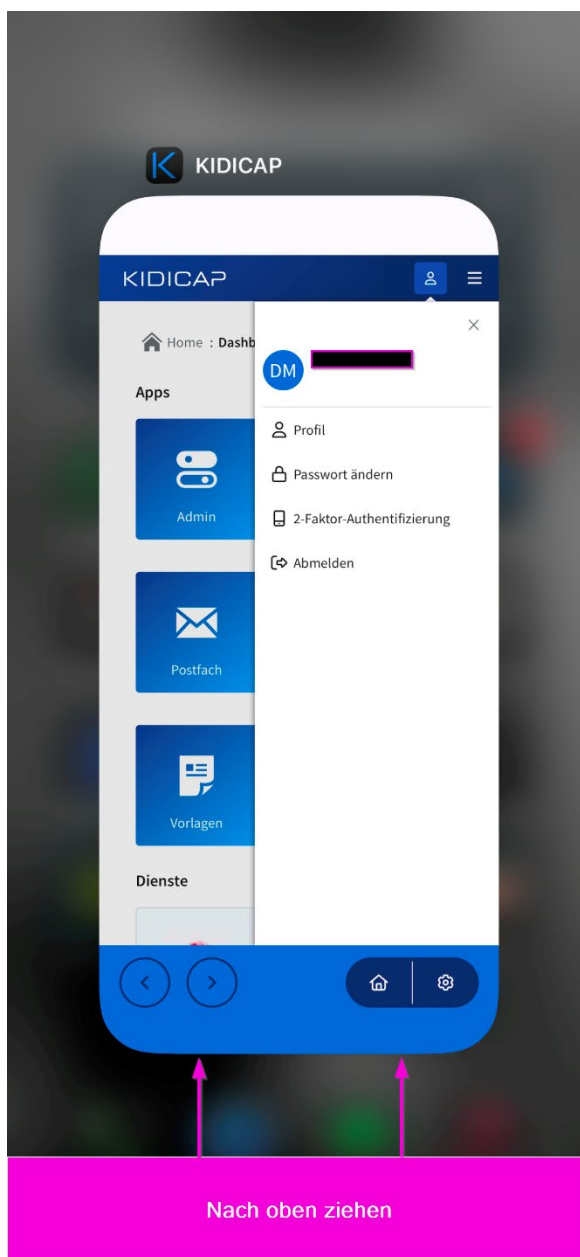 KIDICAP
KIDICAP
Home : Dashb
DM
Apps
Profil
Passwort ändern
Admin
2-Faktor-Authentifizierung
Abmelden
Postfach
Vorlagen
Dienste
Nach oben ziehen